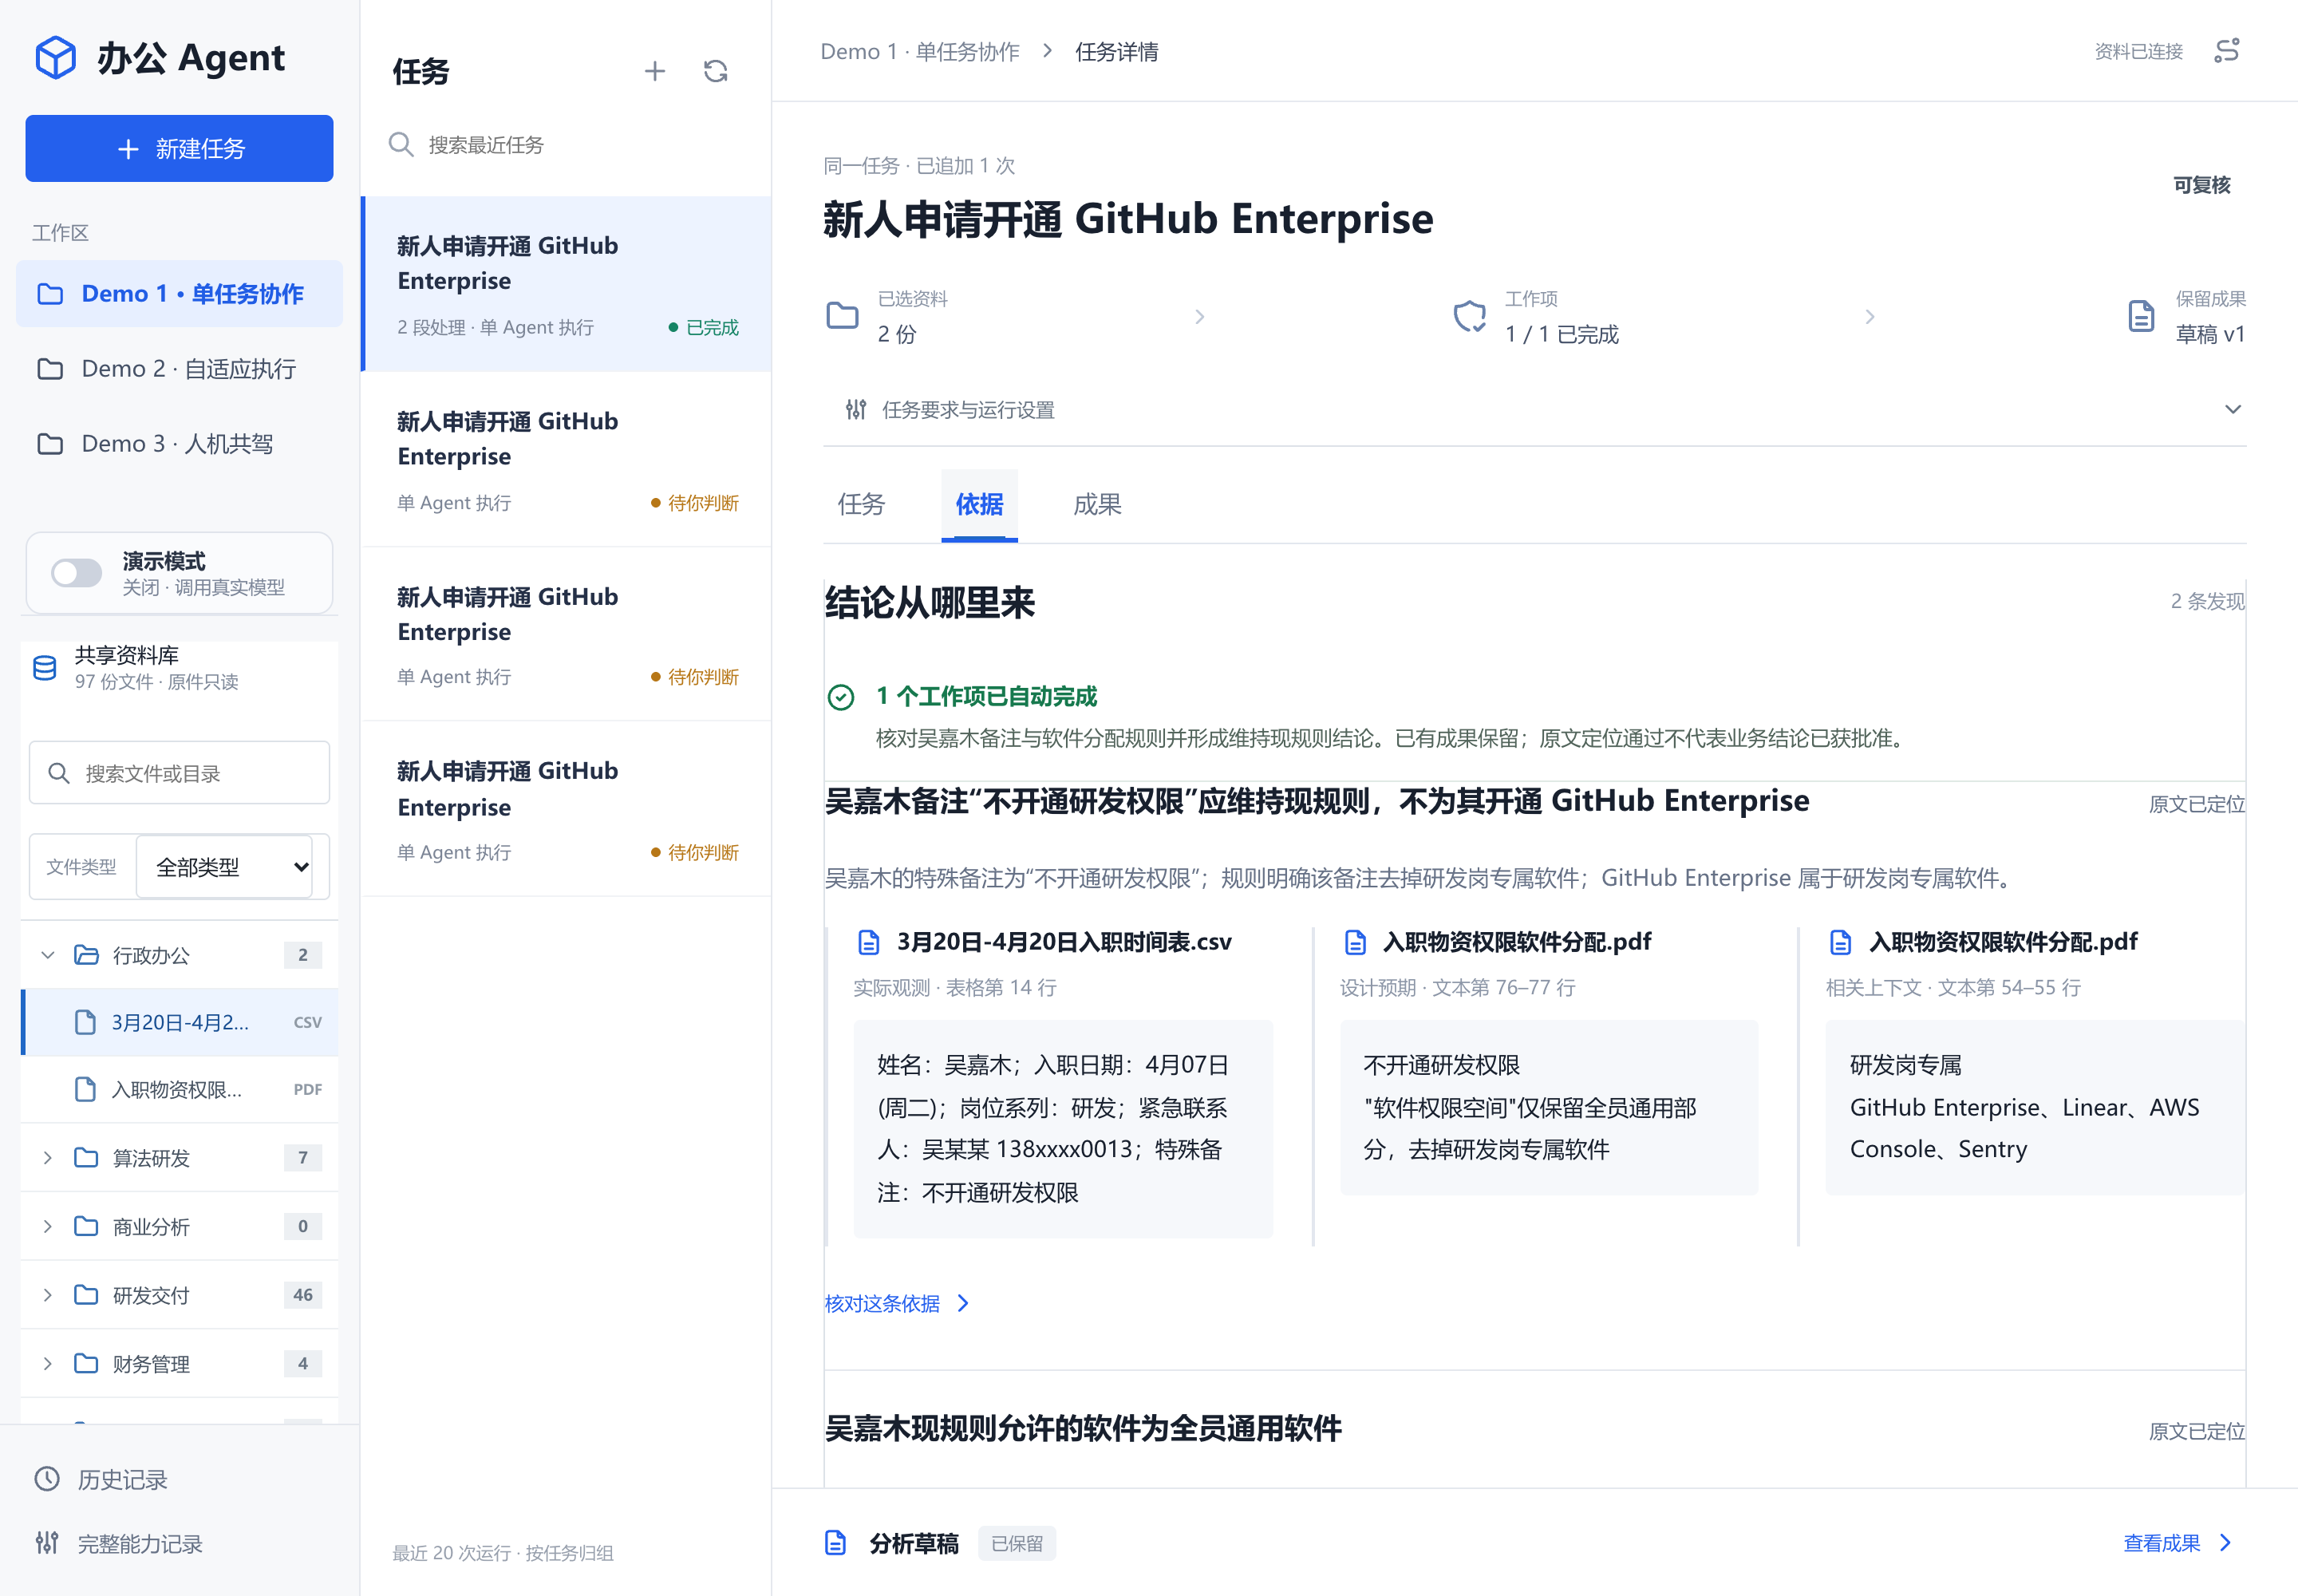 办公 Agent
新建任务
工作区
Demo 1 · 单任务协作
Demo 2 · 自适应执行
Demo 3 · 人机共驾
演示模式
关闭 · 调用真实模型
共享资料库
97 份文件 · 原件只读
搜索文件或目录
文件类型
全部类型
行政办公
2
3月20日-4月2...
CSV
入职物资权限...
PDF
算法研发
7
商业分析
0
研发交付
46
财务管理
4
历史记录
完整能力记录
任务
搜索最近任务
新人申请开通 GitHub
Enterprise
2 段处理 · 单 Agent 执行
已完成
新人申请开通 GitHub
Enterprise
单 Agent 执行
待你判断
新人申请开通 GitHub
Enterprise
单 Agent 执行
待你判断
新人申请开通 GitHub
Enterprise
单 Agent 执行
待你判断
最近 20 次运行 · 按任务归组
Demo 1 · 单任务协作
任务详情
资料已连接
同一任务 · 已追加 1 次
新人申请开通 GitHub Enterprise
可复核
已选资料
2 份
工作项
1 / 1 已完成
保留成果
草稿 v1
任务要求与运行设置
任务
依据
成果
结论从哪里来
2 条发现
1 个工作项已自动完成
核对吴嘉木备注与软件分配规则并形成维持现规则结论。已有成果保留；原文定位通过不代表业务结论已获批准。
吴嘉木备注“不开通研发权限”应维持现规则，不为其开通 GitHub Enterprise
原文已定位
吴嘉木的特殊备注为“不开通研发权限”；规则明确该备注去掉研发岗专属软件；GitHub Enterprise 属于研发岗专属软件。
3月20日-4月20日入职时间表.csv
实际观测 · 表格第 14 行
姓名：吴嘉木；入职日期：4月07日
(周二)；岗位系列：研发；紧急联系
人：吴某某 138xxxx0013；特殊备
注：不开通研发权限
入职物资权限软件分配.pdf
设计预期 · 文本第 76–77 行
不开通研发权限
"软件权限空间"仅保留全员通用部
分，去掉研发岗专属软件
入职物资权限软件分配.pdf
相关上下文 · 文本第 54–55 行
研发岗专属
GitHub Enterprise、Linear、AWS
Console、Sentry
核对这条依据
吴嘉木现规则允许的软件为全员通用软件
原文已定位
分析草稿
已保留
查看成果